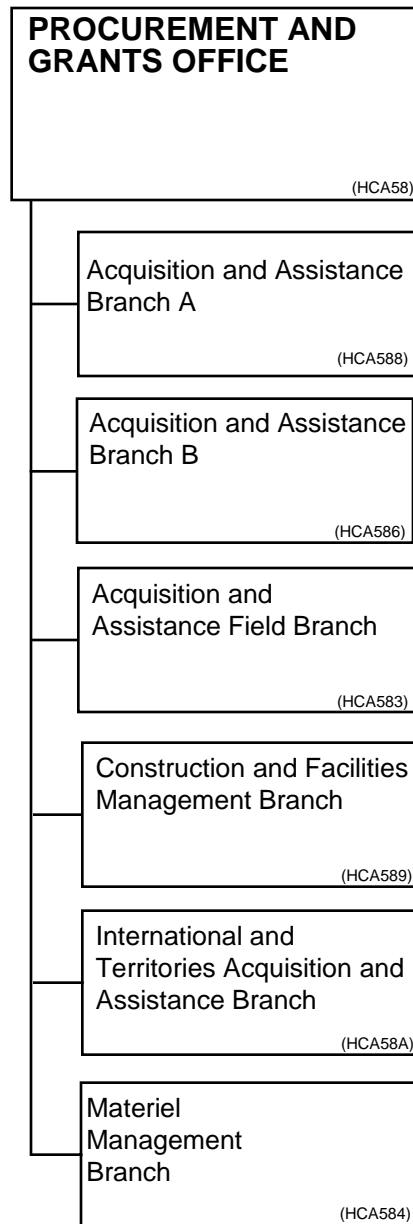 PROCUREMENT AND
GRANTS OFFICE
(HCA58)
Acquisition and Assistance
Branch A
(HCA588)
Acquisition and Assistance
Branch B
(HCA586)
Acquisition and
Assistance Field Branch
(HCA583)
Construction and Facilities
Management Branch
(HCA589)
International and
Territories Acquisition and
Assistance Branch
(HCA58A)
Materiel
Management
Branch
(HCA584)